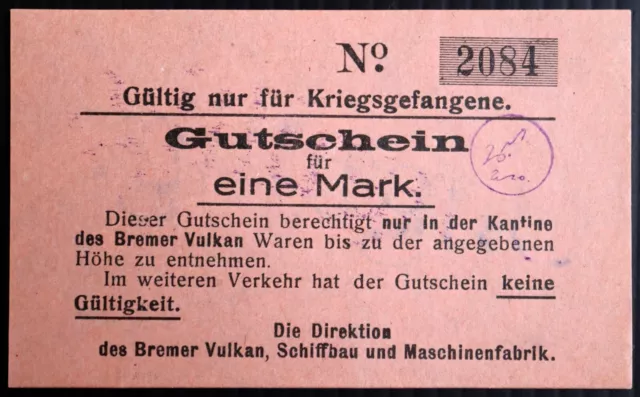 No. 2084
Gültig nur für Kriegsgefangene.
Gutschein
für
eine Mark.
Dieser Gutschein berechtigt nur in der Kantine
des Bremer Vulkan Waren bis zu der angegebenen
Höhe zu entnehmen.
Im weiteren Verkehr hat der Gutschein keine
Gültigkeit.
Die Direktion
des Bremer Vulkan, Schiffbau und Maschinenfabrik.